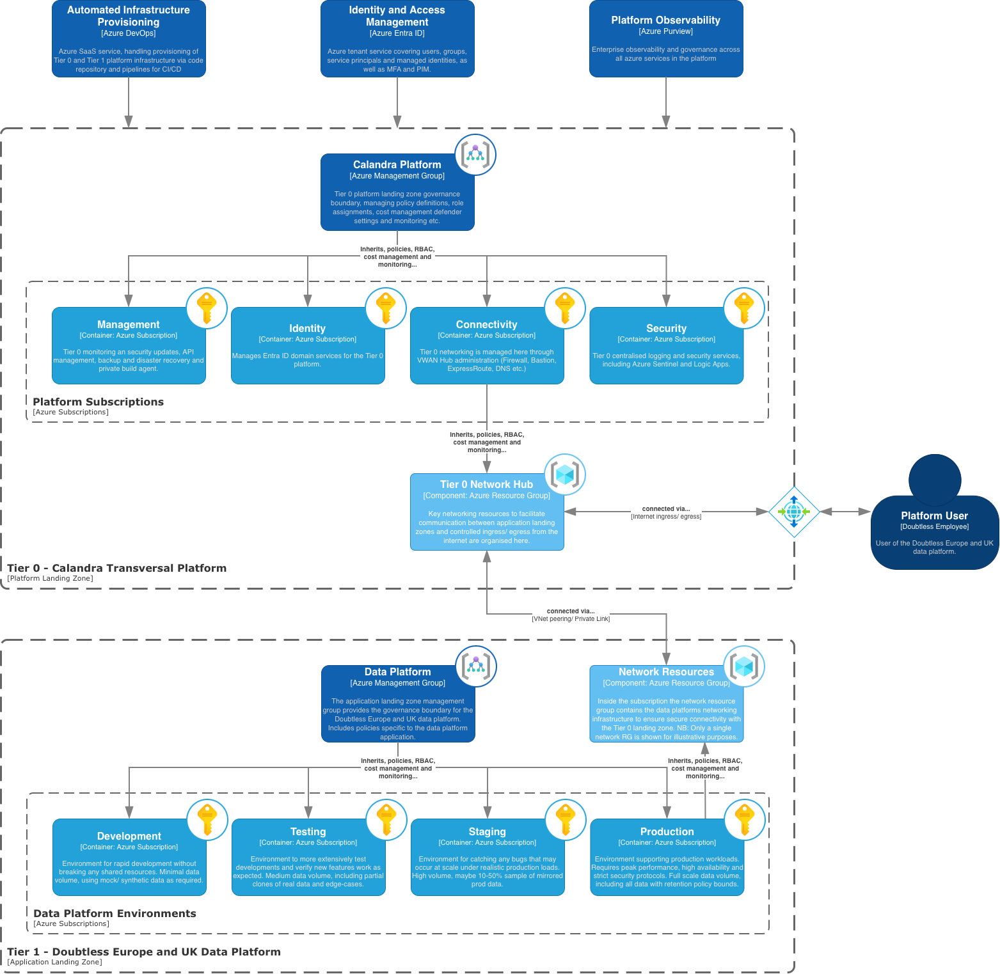 Automated Infrastructure
Provisioning
[Azure DevOps]
Azure SaaS service, handling provisioning of
Tier 0 and Tier 1 platform infrastructure via code
repository and pipelines for CI/CD
Identity and Access
Management
[Azure Entra ID]
Azure tenant service covering users, groups,
service principals and managed identities, as
well as MFA and PIM.
Platform Observability
[Azure Purview]
Enterprise observability and governance across
all azure services in the platform
Calandra Platform
[Azure Management Group]
Tier 0 platform landing zone governance
boundary, managing policy definitions, role
assignments, cost management defender
settings and monitoring etc.
Inherits, policies, RBAC,
cost management and
monitoring...
Management
[Container: Azure Subscription]
Tier 0 monitoring an security updates, API
management, backup and disaster recovery and
private build agent.
Identity
[Container: Azure Subscription]
Manages Entra ID domain services for the Tier 0
platform.
Connectivity
[Container: Azure Subscription]
Tier 0 networking is managed here through
VWAN Hub administration (Firewall, Bastion,
ExpressRoute, DNS etc.)
Security
[Container: Azure Subscription]
Tier 0 centralised logging and security services,
including Azure Sentinel and Logic Apps.
Platform Subscriptions
[Azure Subscriptions]
Inherits, policies, RBAC,
cost management and
monitoring...
Tier 0 Network Hub
[Component: Azure Resource Group]
Key networking resources to facilitate
communication between application landing
zones and controlled ingress/ egress from the
internet are organised here.
connected via...
[Internet ingress/ egress]
Platform User
[Doubtless Employee]
User of the Doubtless Europe and UK
data platform.
Tier 0 - Calandra Transversal Platform
[Platform Landing Zone]
connected via...
[VNet peering/ Private Link]
Data Platform
[Azure Management Group]
The application landing zone management
group provides the governance boundary for the
Doubtless Europe and UK data platform.
Includes policies specific to the data platform
application.
Network Resources
[Component: Azure Resource Group]
Inside the subscription the network resource
group contains the data platforms networking
infrastructure to ensure secure connectivity with
the Tier 0 landing zone. NB: Only a single
network RG is shown for illustrative purposes.
Inherits, policies, RBAC,
cost management and
monitoring...
Inherits, policies, RBAC,
cost management and
monitoring...
Development
[Container: Azure Subscription]
Environment for rapid development without
breaking any shared resources. Minimal data
volume, using mock/ synthetic data as required.
Testing
[Container: Azure Subscription]
Environment to more extensively test
developments and verify new features work as
expected. Medium data volume, including partial
clones of real data and edge-cases.
Staging
[Container: Azure Subscription]
Environment for catching any bugs that may
occur at scale under realistic production loads.
High volume, maybe 10-50% sample of mirrored
prod data.
Production
[Container: Azure Subscription]
Environment supporting production workloads.
Requires peak performance, high availability and
strict security protocols. Full scale data volume,
including all data with retention policy bounds.
Data Platform Environments
[Azure Subscriptions]
Tier 1 - Doubtless Europe and UK Data Platform
[Application Landing Zone]